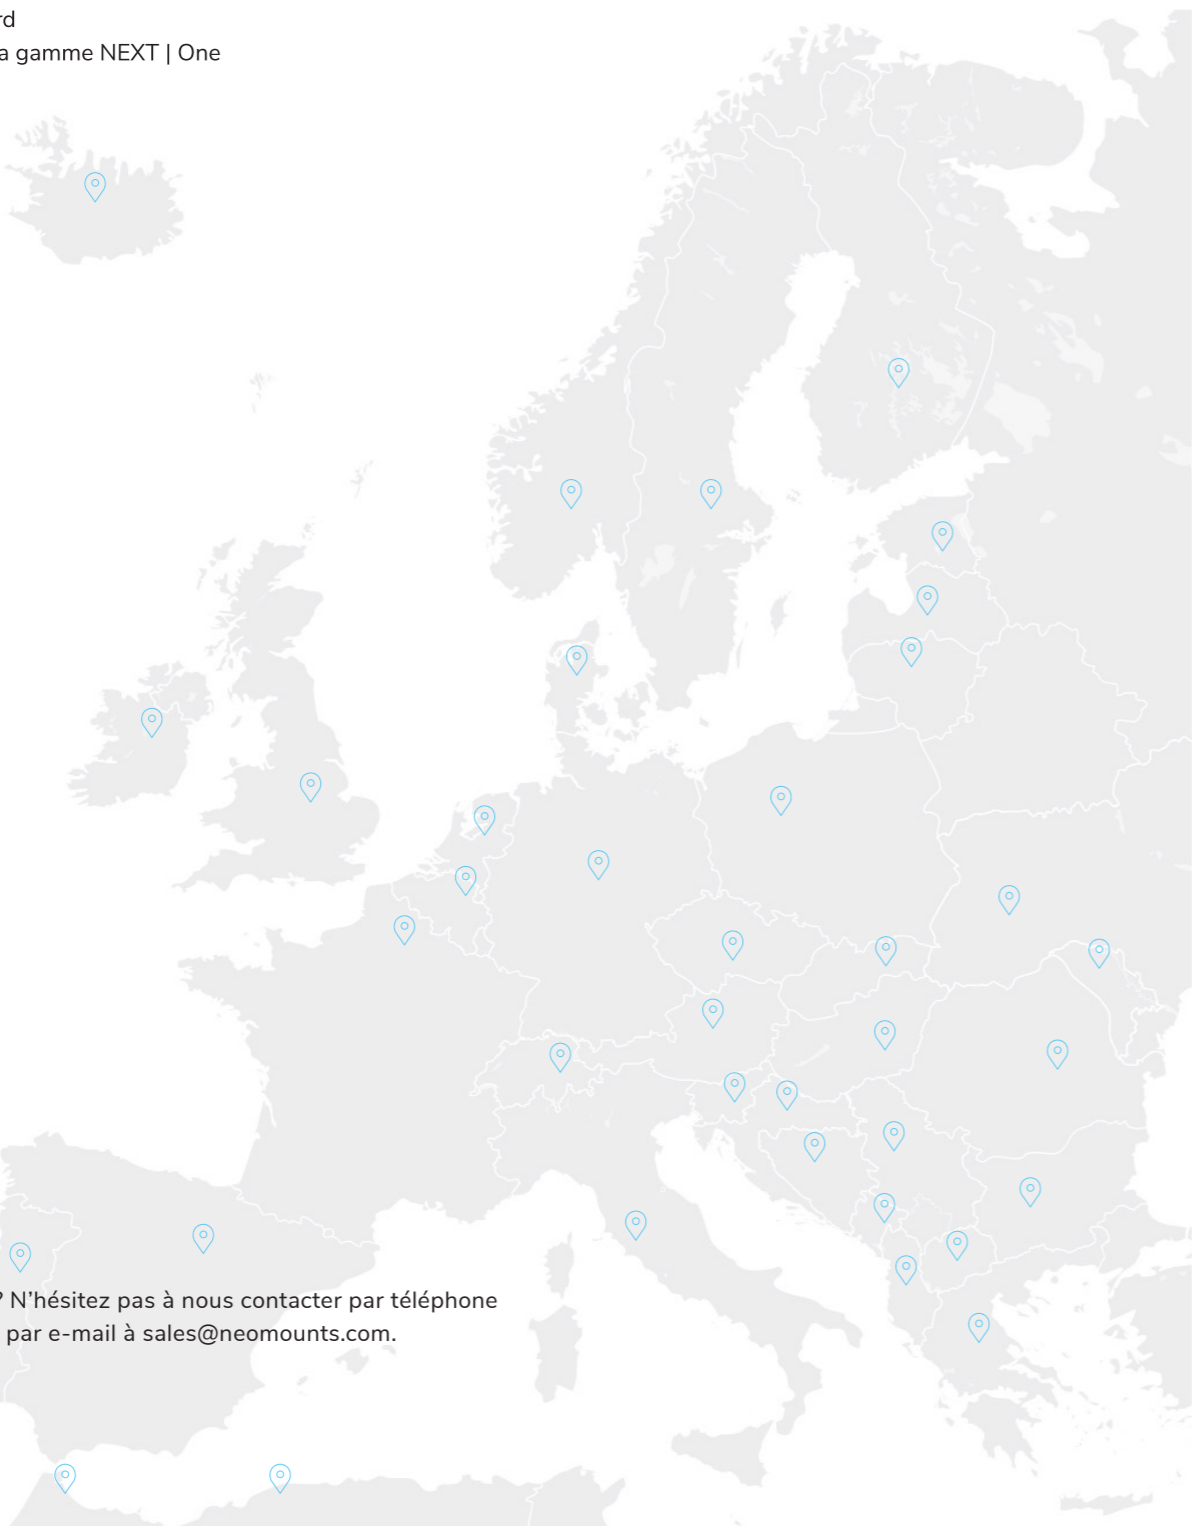 rd
a gamme NEXT | One
? N’hésitez pas à nous contacter par téléphone
par e-mail à sales@neomounts.com.